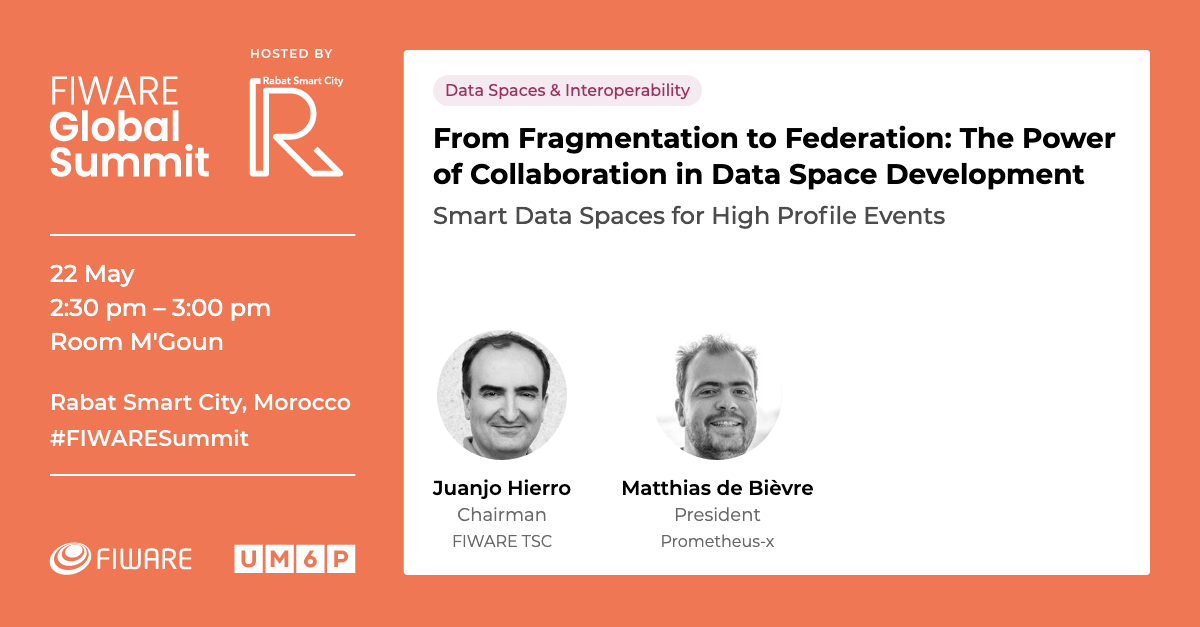 FIWARE
Global
Summit
HOSTED BY
Rabat Smart City
R
22 May
2:30 pm – 3:00 pm
Room M'Goun
Rabat Smart City, Morocco
#FIWARESummit
FIWARE
UM6P
Data Spaces & Interoperability
From Fragmentation to Federation: The Power
of Collaboration in Data Space Development
Smart Data Spaces for High Profile Events
Juanjo Hierro
Chairman
FIWARE TSC
Matthias de Bièvre
President
Prometheus-x